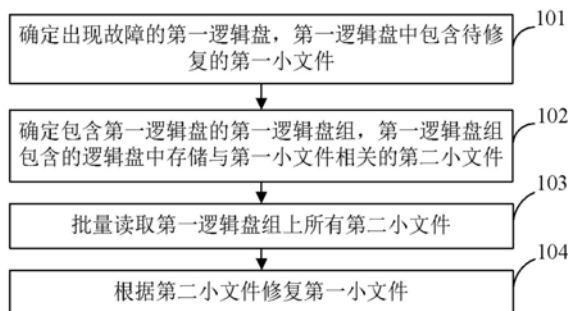 101
确定出现故障的第一逻辑盘，第一逻辑盘中包含待修
复的第一小文件
102
确定包含第一逻辑盘的第一逻辑盘组，第一逻辑盘组
包含的逻辑盘中存储与第一小文件相关的第二小文件
103
批量读取第一逻辑盘组上所有第二小文件
104
根据第二小文件修复第一小文件